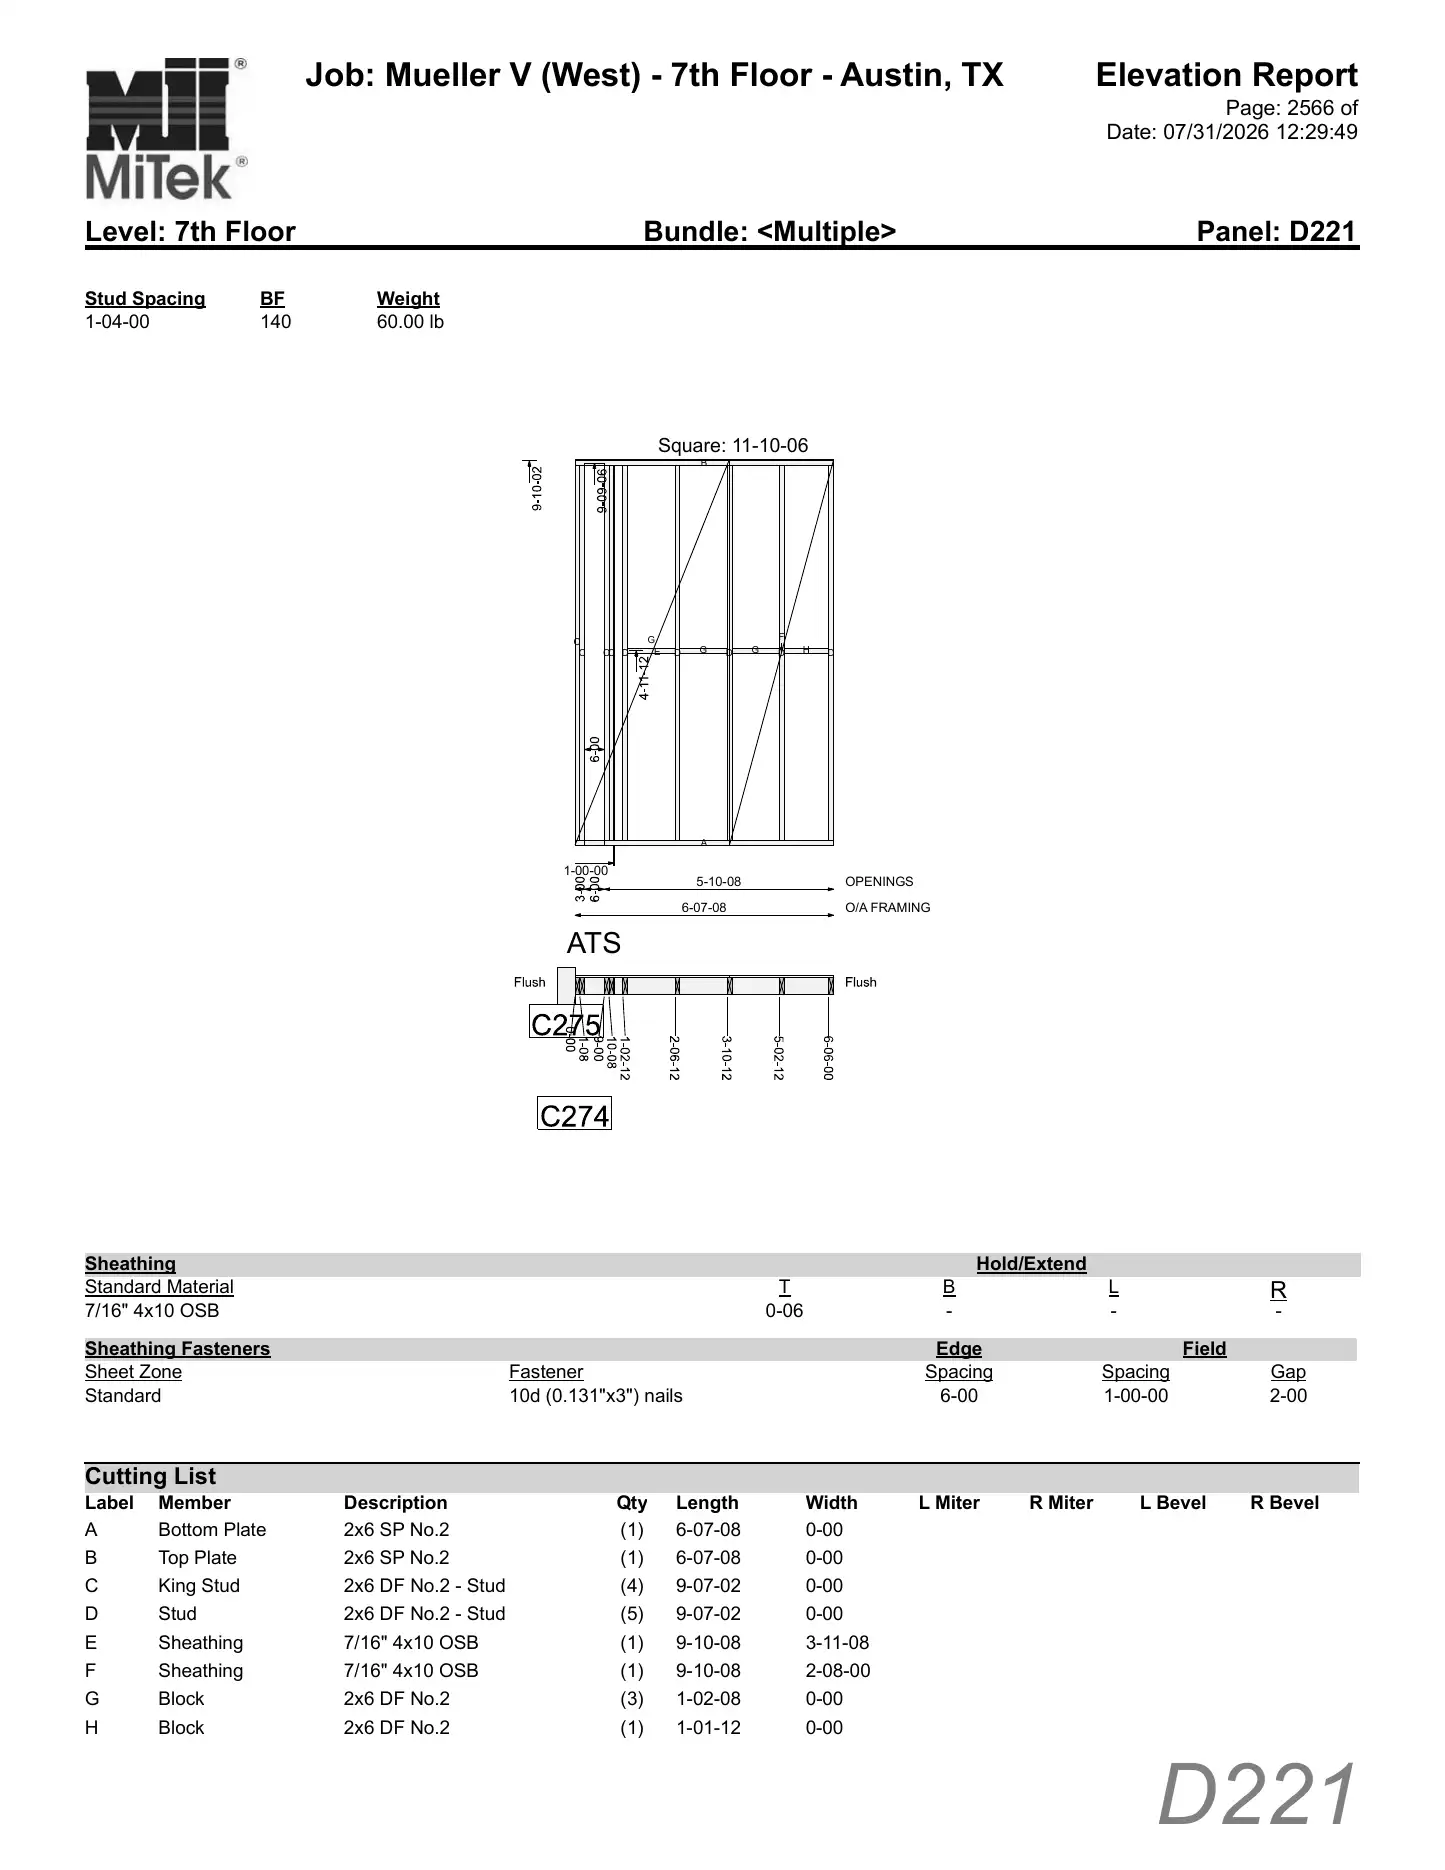 Job: Mueller V (West) - 7th Floor - Austin, TX
Elevation Report
Page: 2566 of
Date: 07/31/2026 12:29:49
MiTek®
Level: 7th Floor Bundle: <Multiple> Panel: D221
Stud Spacing BF Weight
1-04-00 140 60.00 lb
Square: 11-10-06
B
9-10-02
9-09-06
C
G
F
C C C D E D G D G D H D
4-11-12
6-00
A
1-00-00
3-00 6-00 5-10-08 OPENINGS
6-07-08 O/A FRAMING
ATS
Flush Flush
C275
0-00 1-08 9-00 10-08 1-02-12 2-06-12 3-10-12 5-02-12 6-06-00
C274
Sheathing Hold/Extend
Standard Material T B L R
7/16" 4x10 OSB 0-06 - - -
Sheathing Fasteners Edge Field
Sheet Zone Fastener Spacing Spacing Gap
Standard 10d (0.131"x3") nails 6-00 1-00-00 2-00
Cutting List
Label Member Description Qty Length Width L Miter R Miter L Bevel R Bevel
A Bottom Plate 2x6 SP No.2 (1) 6-07-08 0-00
B Top Plate 2x6 SP No.2 (1) 6-07-08 0-00
C King Stud 2x6 DF No.2 - Stud (4) 9-07-02 0-00
D Stud 2x6 DF No.2 - Stud (5) 9-07-02 0-00
E Sheathing 7/16" 4x10 OSB (1) 9-10-08 3-11-08
F Sheathing 7/16" 4x10 OSB (1) 9-10-08 2-08-00
G Block 2x6 DF No.2 (3) 1-02-08 0-00
H Block 2x6 DF No.2 (1) 1-01-12 0-00
D221